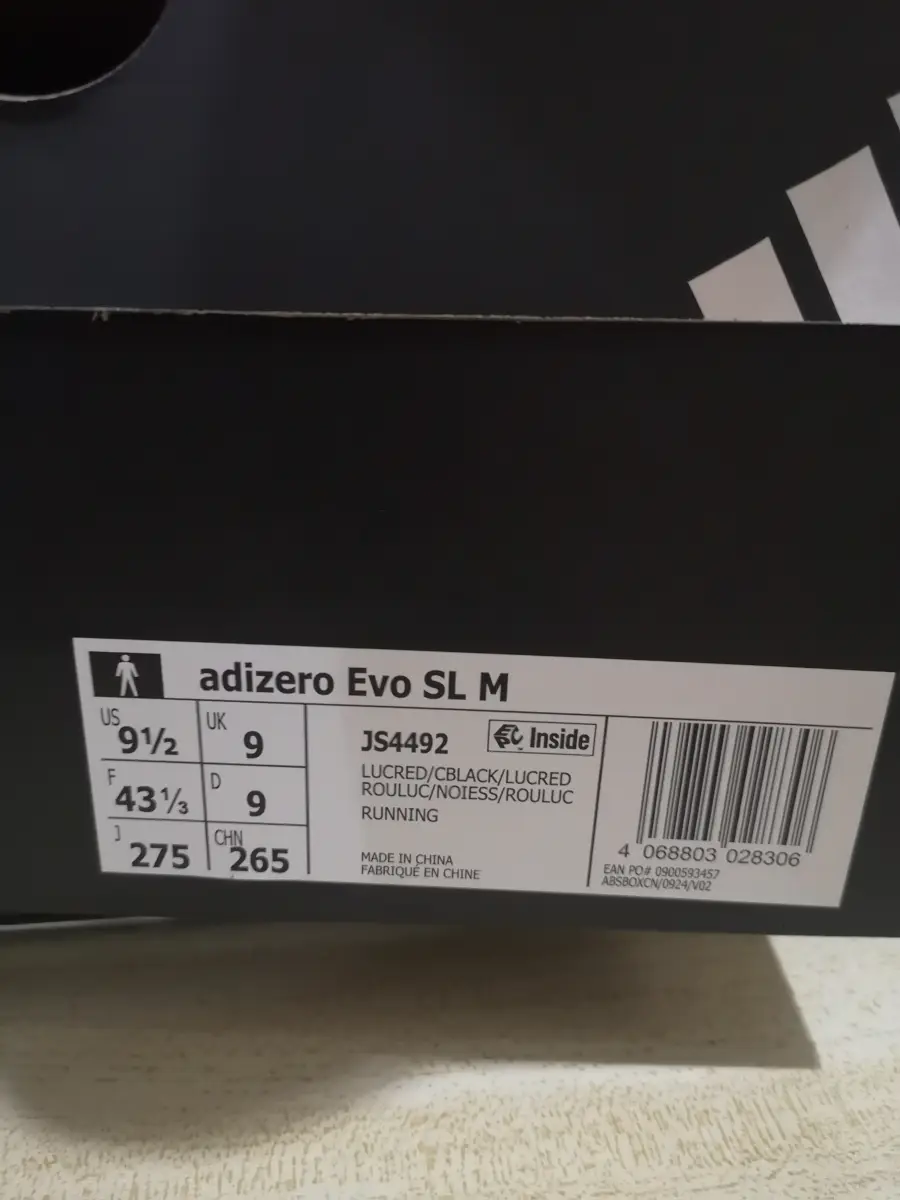 adizero Evo SL M
US 9½ UK 9
F 43⅓ D 9
J 275 CHN 265
JS4492 Inside
LUCRED/CBLACK/LUCRED
ROULUC/NOIESS/ROULUC
RUNNING
MADE IN CHINA
FABRIQUÉ EN CHINE
4 068803 028306
EAN PO# 0900593457
ABSBOXCN/0924/V02